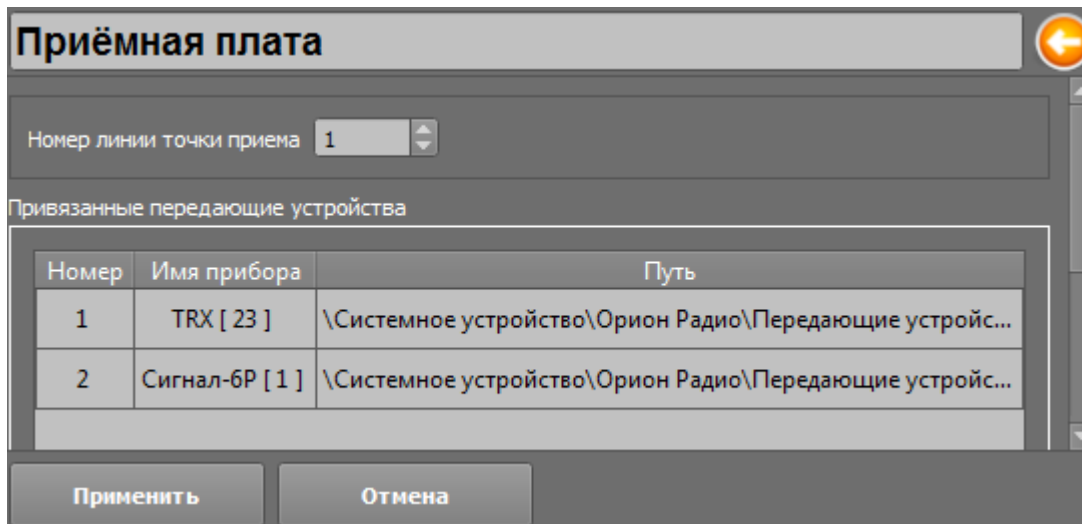 Приёмная плата
Номер линии точки приема 1
Привязанные передающие устройства
Номер Имя прибора Путь
1 TRX [ 23 ] \Системное устройство\Орион Радио\Передающие устройс...
2 Сигнал-6Р [ 1 ] \Системное устройство\Орион Радио\Передающие устройс...
Применить Отмена